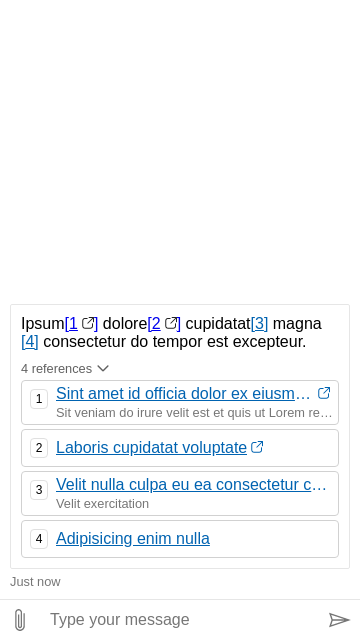 Ipsum[1] dolore[2] cupidatat[3] magna
[4] consectetur do tempor est excepteur.
4 references
1 Sint amet id officia dolor ex eiusm…
Sit veniam do irure velit est et quis ut Lorem re…
2 Laboris cupidatat voluptate
3 Velit nulla culpa eu ea consectetur c…
Velit exercitation
4 Adipisicing enim nulla
Just now
Type your message